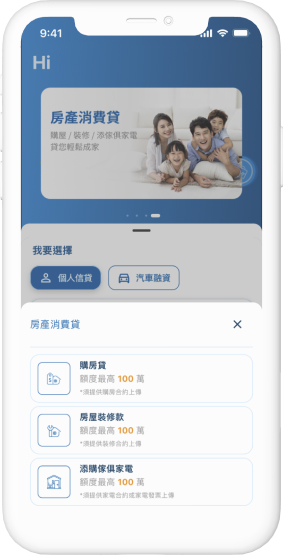 9:41
Hi
房產消費貸
購屋 / 裝修 / 添傢俱家電
貸您輕鬆成家
我要選擇
個人信貸
汽車融資
房產消費貸
購房貸
額度最高 100 萬
*須提供購房合約上傳
房屋裝修款
額度最高 100 萬
*須提供裝修合約上傳
添購傢俱家電
額度最高 100 萬
*須提供家電合約或家電發票上傳